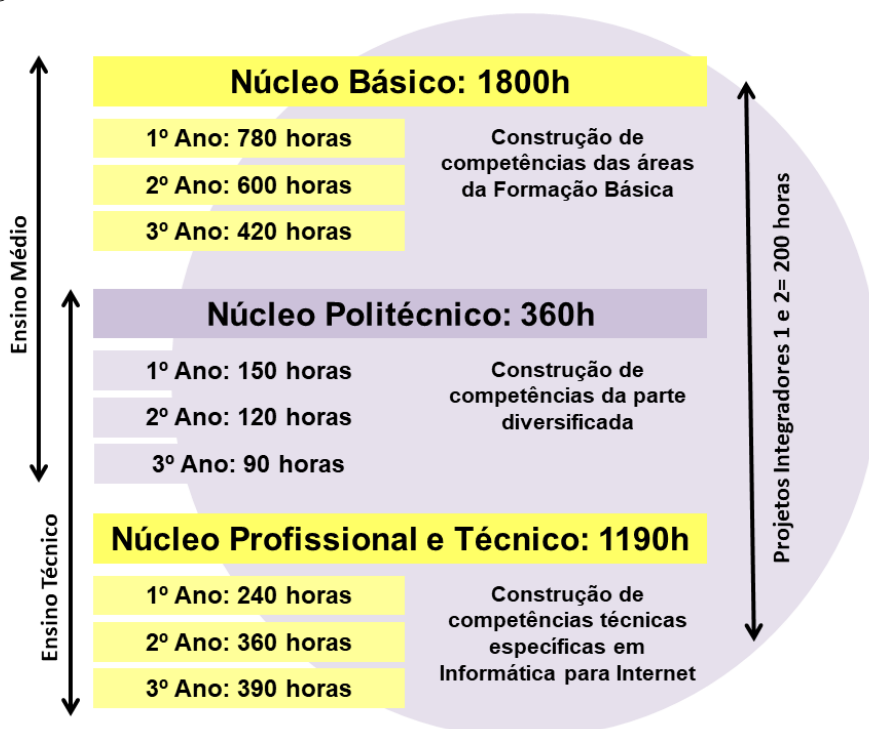 Núcleo Básico: 1800h
1º Ano: 780 horas
2º Ano: 600 horas
3º Ano: 420 horas
Construção de
competências das áreas
da Formação Básica
Ensino Médio
Núcleo Politécnico: 360h
1º Ano: 150 horas
2º Ano: 120 horas
3º Ano: 90 horas
Construção de
competências da parte
diversificada
Projetos Integradores 1 e 2= 200 horas
Ensino Técnico
Núcleo Profissional e Técnico: 1190h
1º Ano: 240 horas
2º Ano: 360 horas
3º Ano: 390 horas
Construção de
competências técnicas
específicas em
Informática para Internet